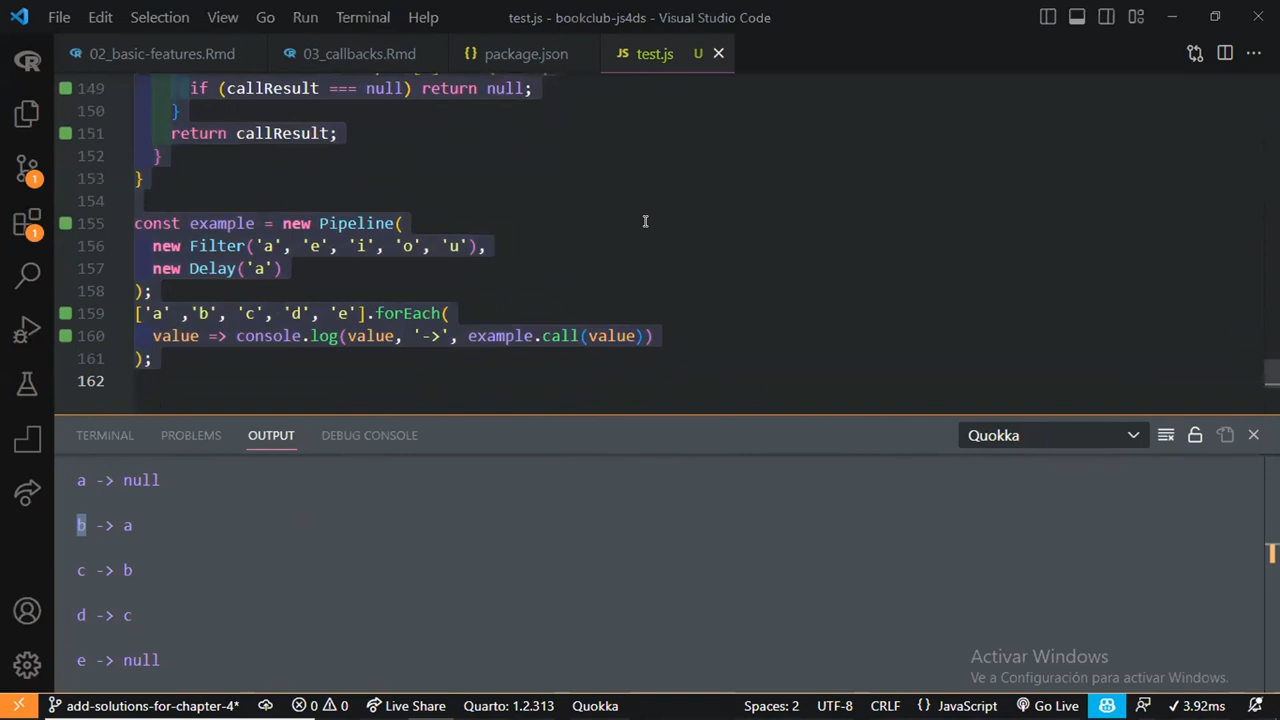 File Edit Selection View Go Run Terminal Help test.js - bookclub-js4ds - Visual Studio Code
02_basic-features.Rmd 03_callbacks.Rmd package.json JS test.js U
149 if (callResult === null) return null;
150 }
151 return callResult;
152 }
153 }
154
155 const example = new Pipeline(
156 new Filter('a', 'e', 'i', 'o', 'u'),
157 new Delay('a')
158 );
159 ['a' ,'b', 'c', 'd', 'e'].forEach(
160 value => console.log(value, '->', example.call(value))
161 );
162
TERMINAL PROBLEMS OUTPUT DEBUG CONSOLE Quokka
a -> null
b -> a
c -> b
d -> c
e -> null
Activar Windows
Ve a Configuración para activar Windows.
add-solutions-for-chapter-4* 0 0 Live Share Quarto: 1.2.313 Quokka Spaces: 2 UTF-8 CRLF JavaScript Go Live 3.92ms